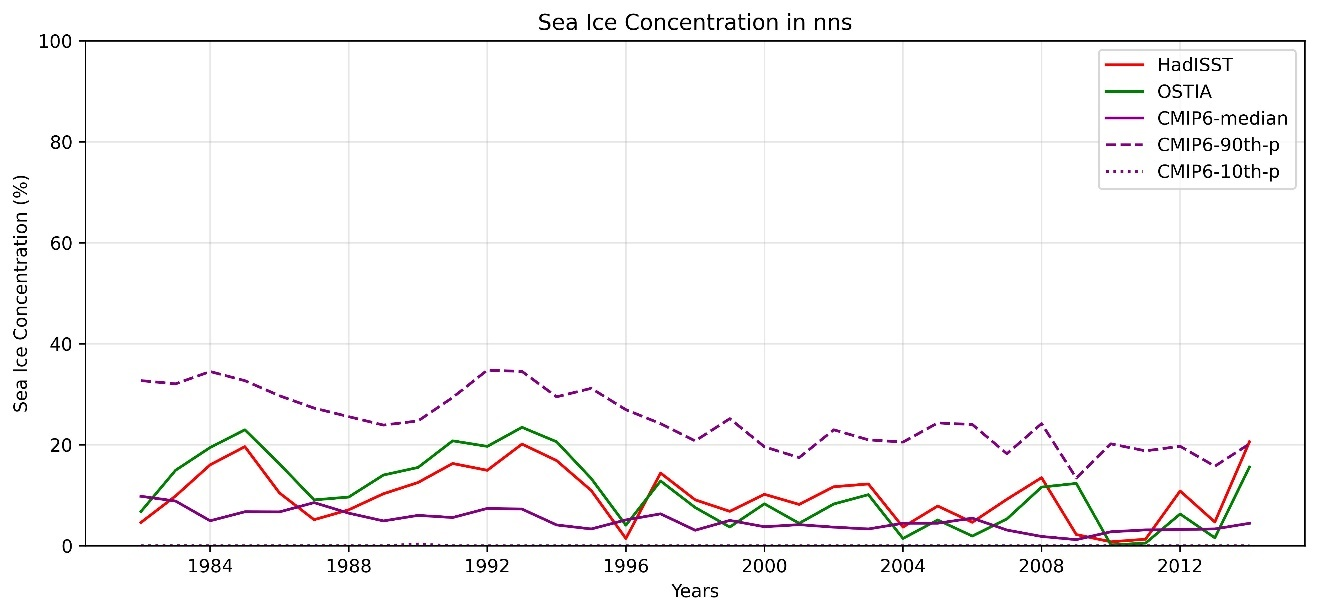 Sea Ice Concentration in nns
100
80
60
40
20
0
Sea Ice Concentration (%)
HadISST
OSTIA
CMIP6-median
CMIP6-90th-p
CMIP6-10th-p
1984 1988 1992 1996 2000 2004 2008 2012
Years